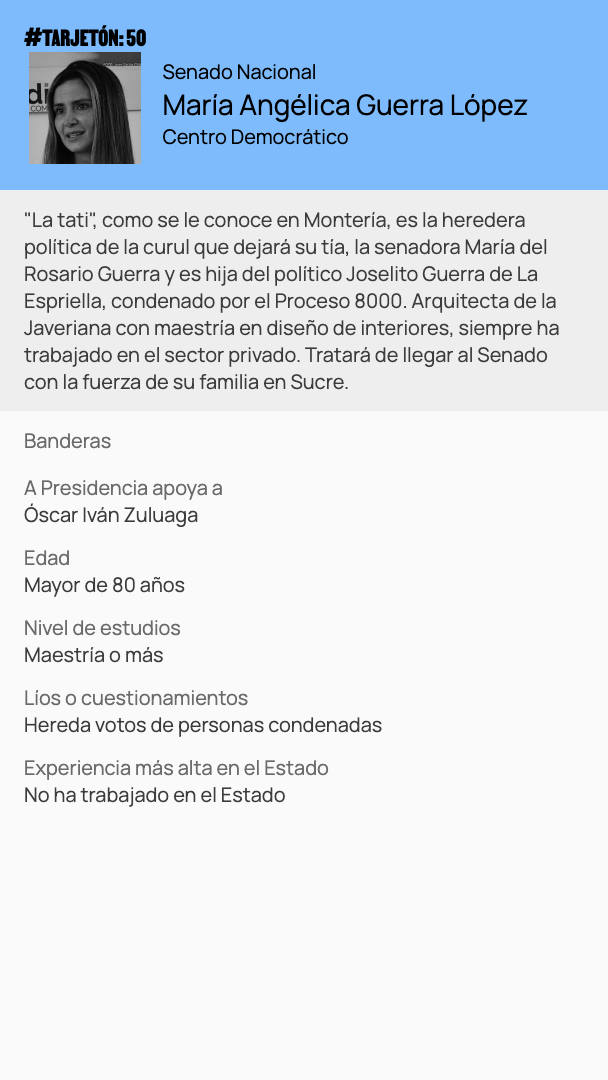 #TARJETÓN: 50
di
COM
Senado Nacional
María Angélica Guerra López
Centro Democrático
"La tati", como se le conoce en Montería, es la heredera
política de la curul que dejará su tía, la senadora María del
Rosario Guerra y es hija del político Joselito Guerra de La
Espriella, condenado por el Proceso 8000. Arquitecta de la
Javeriana con maestría en diseño de interiores, siempre ha
trabajado en el sector privado. Tratará de llegar al Senado
con la fuerza de su familia en Sucre.
Banderas
A Presidencia apoya a
Óscar Iván Zuluaga
Edad
Mayor de 80 años
Nivel de estudios
Maestría o más
Líos o cuestionamientos
Hereda votos de personas condenadas
Experiencia más alta en el Estado
No ha trabajado en el Estado